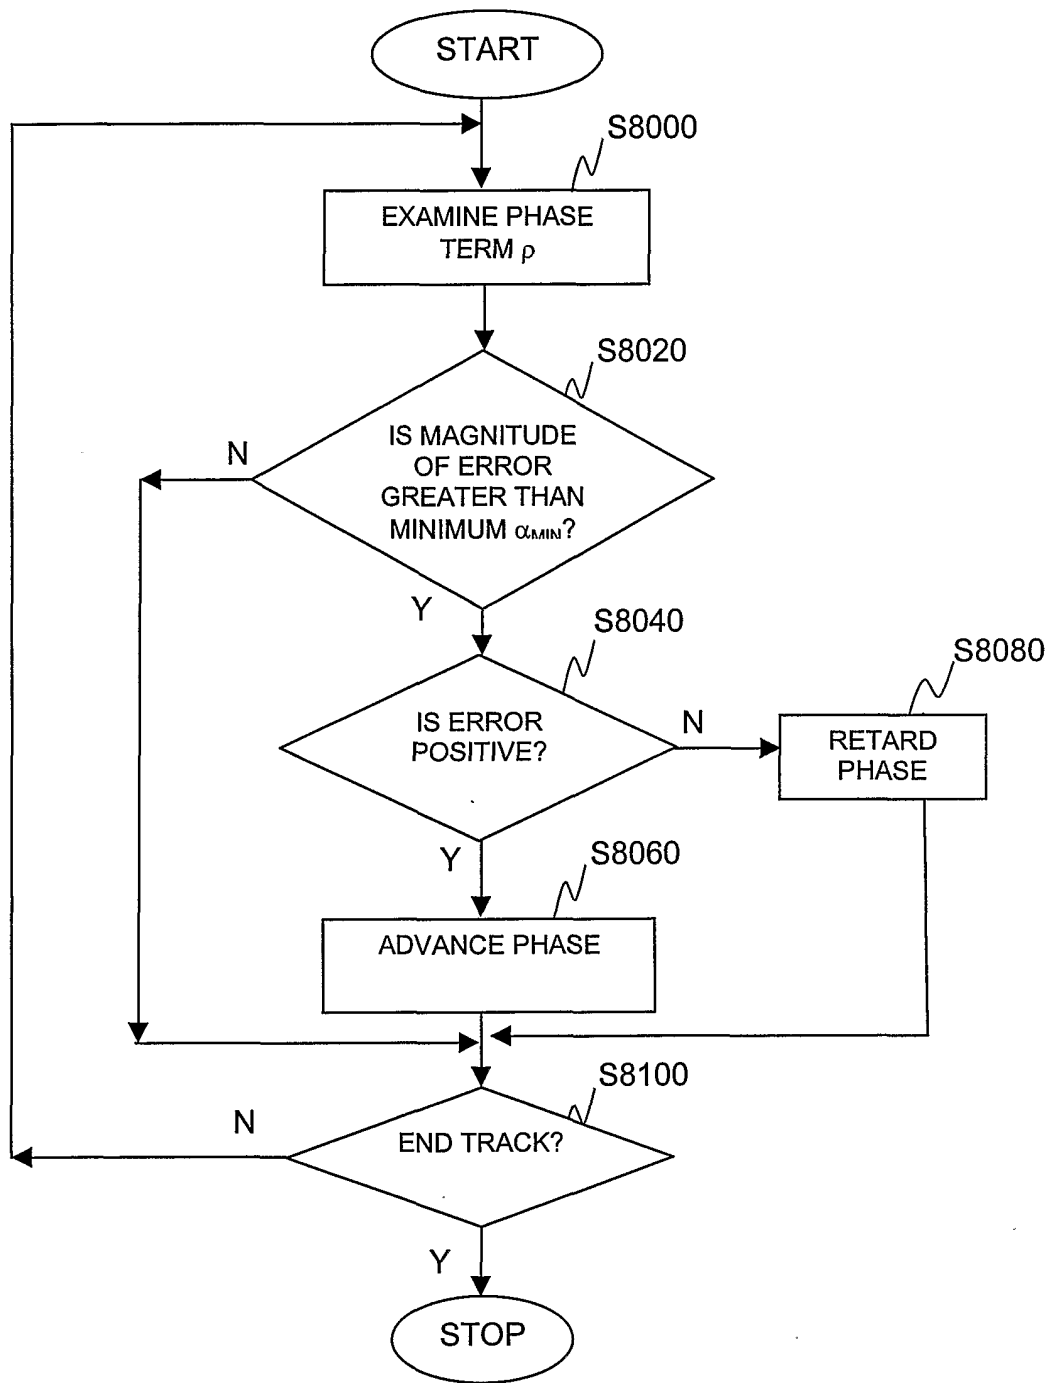 START
S8000
EXAMINE PHASE
TERM ρ
S8020
IS MAGNITUDE
OF ERROR
GREATER THAN
MINIMUM αMIN?
N
Y
S8040
S8080
IS ERROR
POSITIVE?
N
RETARD
PHASE
Y
S8060
ADVANCE PHASE
S8100
N
END TRACK?
Y
STOP